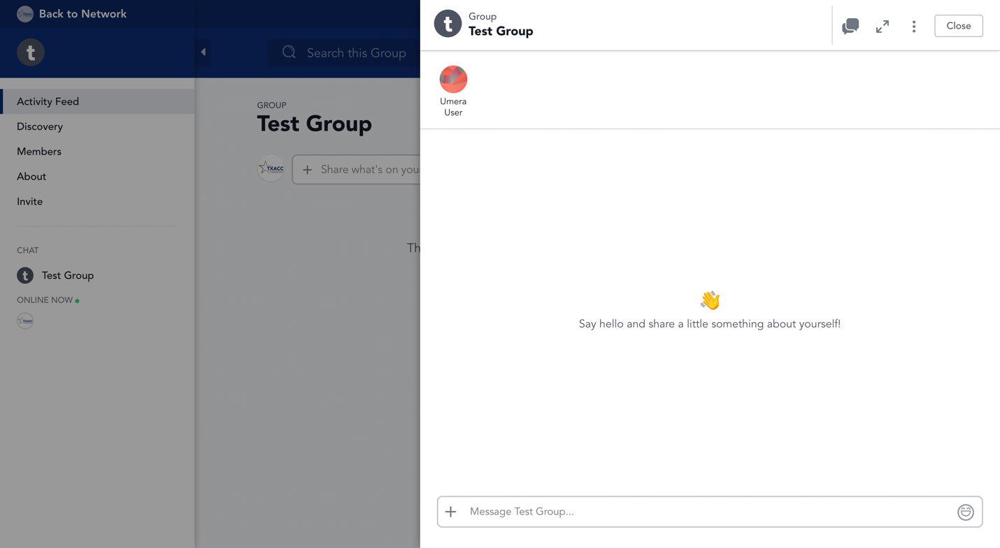 Back to Network
t
Search this Group
Activity Feed
Discovery
Members
About
Invite
CHAT
t Test Group
ONLINE NOW
TXACC
GROUP
Test Group
TXACC
Share what's on you
Th
t
Group
Test Group
Close
Umera
User
Say hello and share a little something about yourself!
Message Test Group...